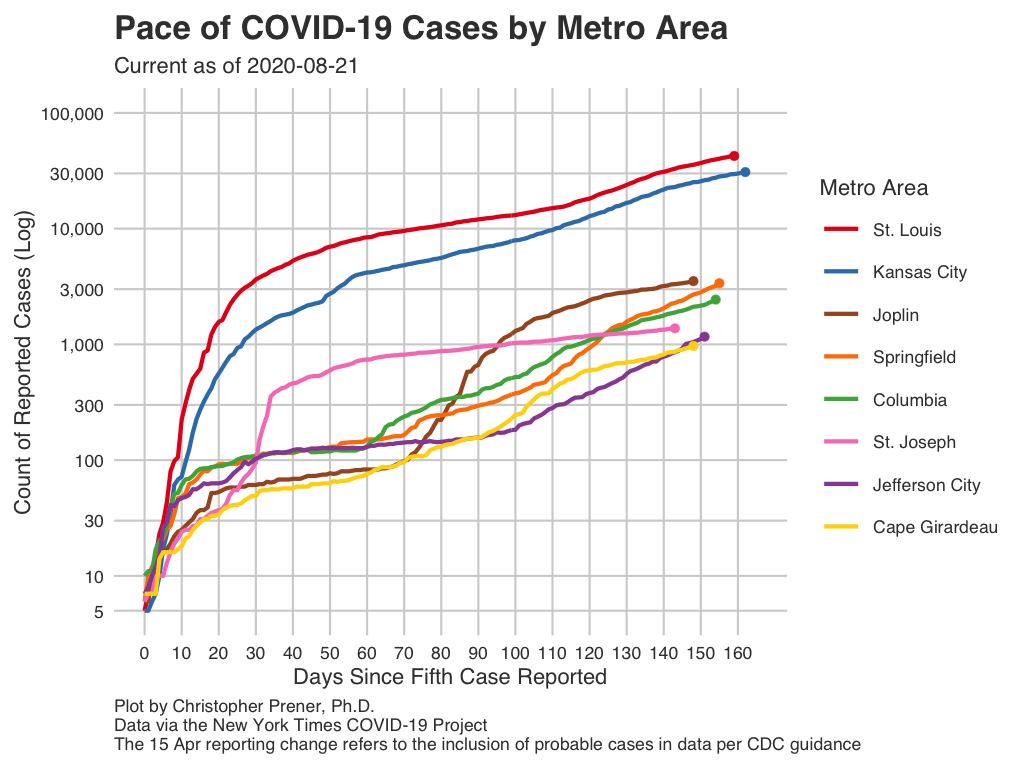 Pace of COVID-19 Cases by Metro Area
Current as of 2020-08-21
Count of Reported Cases (Log)
100,000
30,000
10,000
3,000
1,000
300
100
30
10
5
0 10 20 30 40 50 60 70 80 90 100 110 120 130 140 150 160
Days Since Fifth Case Reported
Metro Area
St. Louis
Kansas City
Joplin
Springfield
Columbia
St. Joseph
Jefferson City
Cape Girardeau
Plot by Christopher Prener, Ph.D.
Data via the New York Times COVID-19 Project
The 15 Apr reporting change refers to the inclusion of probable cases in data per CDC guidance